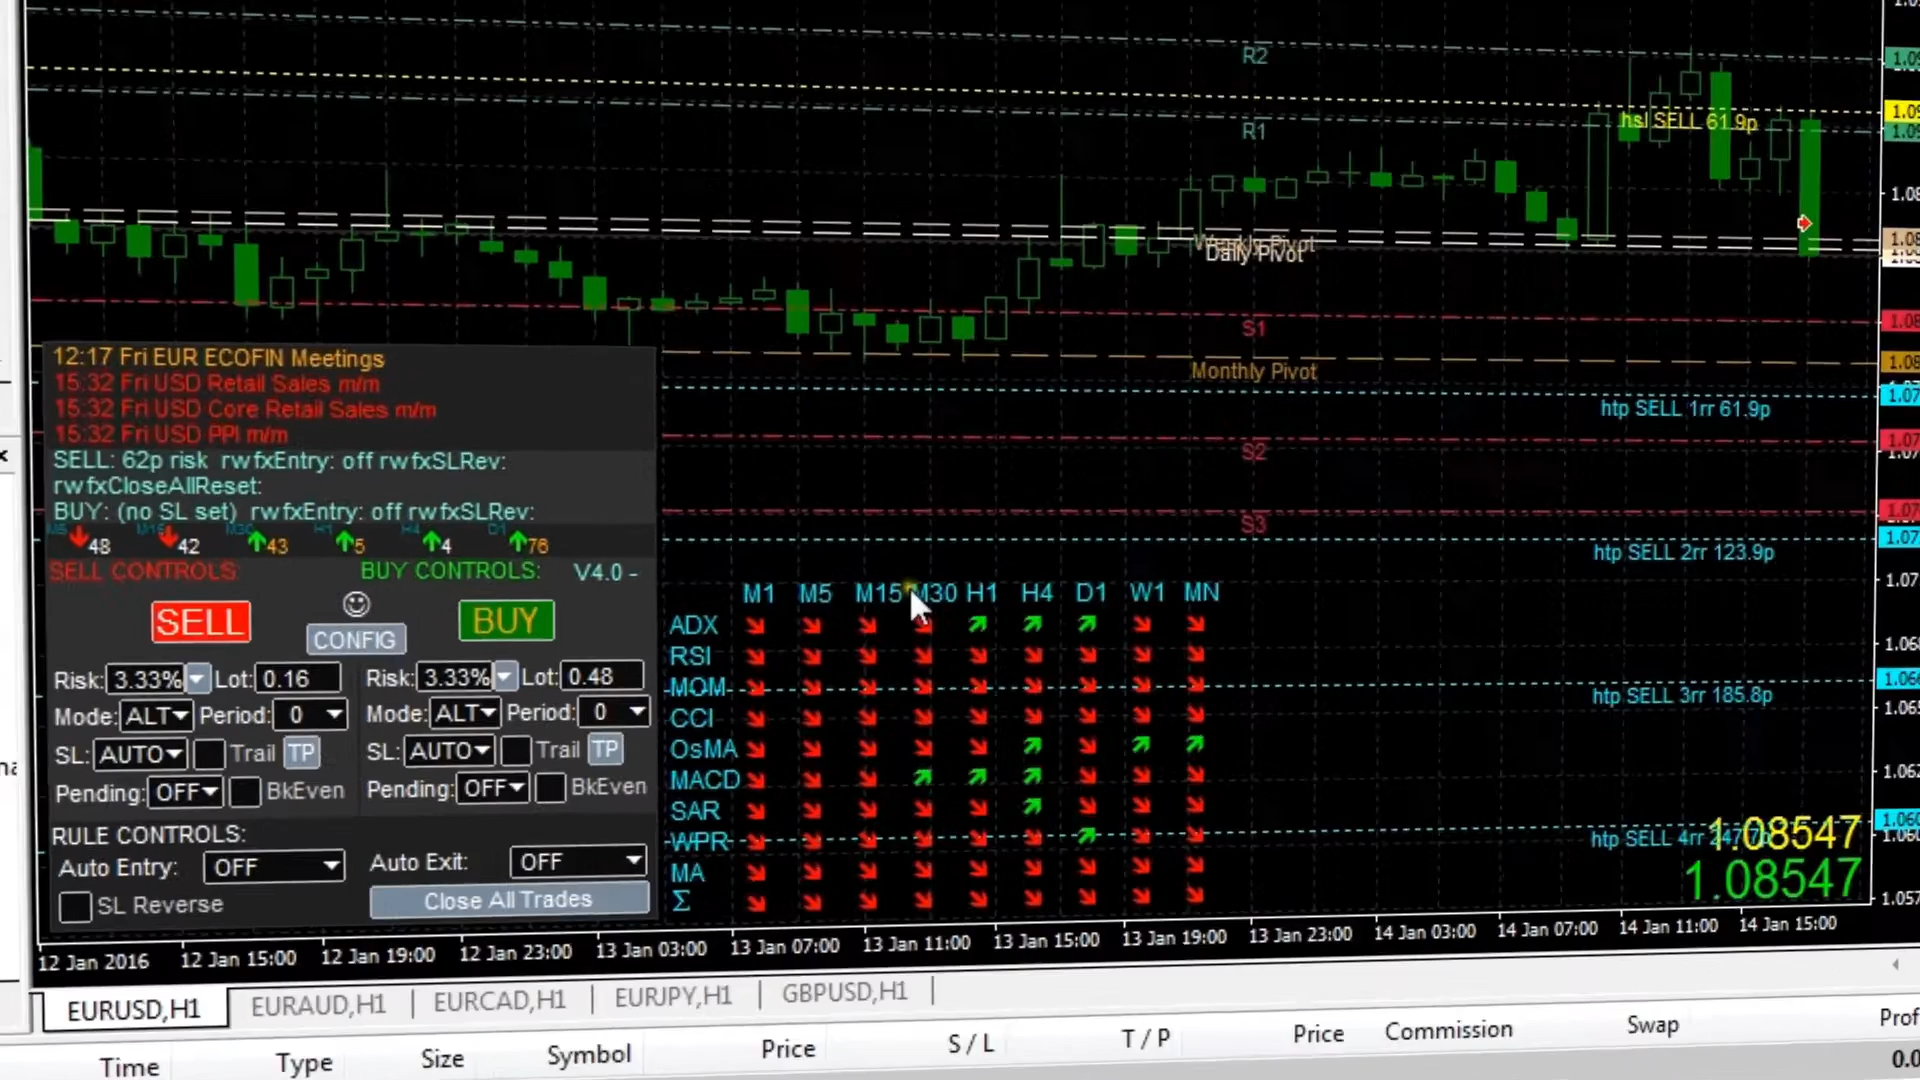 R2
hsl SELL 61.9p
R1
Weekly Pivot
Daily Pivot
S1
Monthly Pivot
htp SELL 1rr 61.9p
S2
S3
htp SELL 2rr 123.9p
htp SELL 3rr 185.8p
1.08547
1.08547
12:17 Fri EUR ECOFIN Meetings
15:32 Fri USD Retail Sales m/m
15:32 Fri USD Core Retail Sales m/m
15:32 Fri USD PPI m/m
SELL: 62p risk rwfxEntry: off rwfxSLRev:
rwfxCloseAllReset:
BUY: (no SL set) rwfxEntry: off rwfxSLRev:
M5 M15 M30 H1 H4 D1
48 42 43 5 4 76
SELL CONTROLS: BUY CONTROLS: V4.0 -
SELL CONFIG BUY
Risk: 3.33% Lot: 0.16 Risk: 3.33% Lot: 0.48
Mode: ALT Period: 0 Mode: ALT Period: 0
SL: AUTO Trail TP SL: AUTO Trail TP
Pending: OFF BkEven Pending: OFF BkEven
RULE CONTROLS:
Auto Entry: OFF Auto Exit: OFF
SL Reverse Close All Trades
M1 M5 M15 M30 H1 H4 D1 W1 MN
ADX
RSI
MOM
CCI
OsMA
MACD
SAR
WPR
MA
Σ
htp SELL 4rr
12 Jan 2016 12 Jan 15:00 12 Jan 19:00 12 Jan 23:00 13 Jan 03:00 13 Jan 07:00 13 Jan 11:00 13 Jan 15:00 13 Jan 19:00 13 Jan 23:00 14 Jan 03:00 14 Jan 07:00 14 Jan 11:00 14 Jan 15:00
EURUSD,H1 EURAUD,H1 EURCAD,H1 EURJPY,H1 GBPUSD,H1
Time Type Size Symbol Price S / L T / P Price Commission Swap